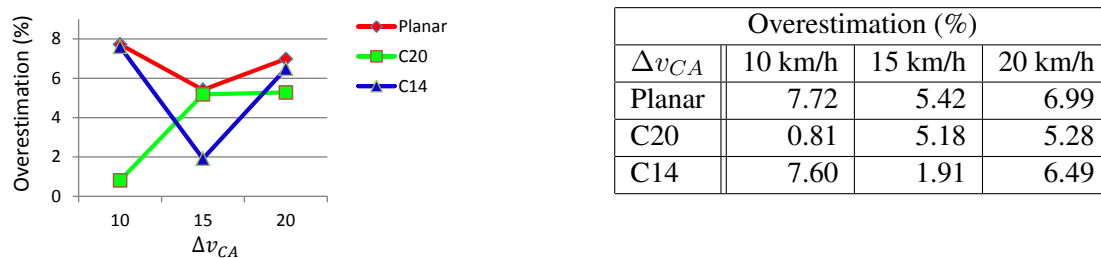 Overestimation (%)
8
6
4
2
0
10 15 20
Δv_CA
Planar
C20
C14
Overestimation (%)
Δv_CA 10 km/h 15 km/h 20 km/h
Planar 7.72 5.42 6.99
C20 0.81 5.18 5.28
C14 7.60 1.91 6.49